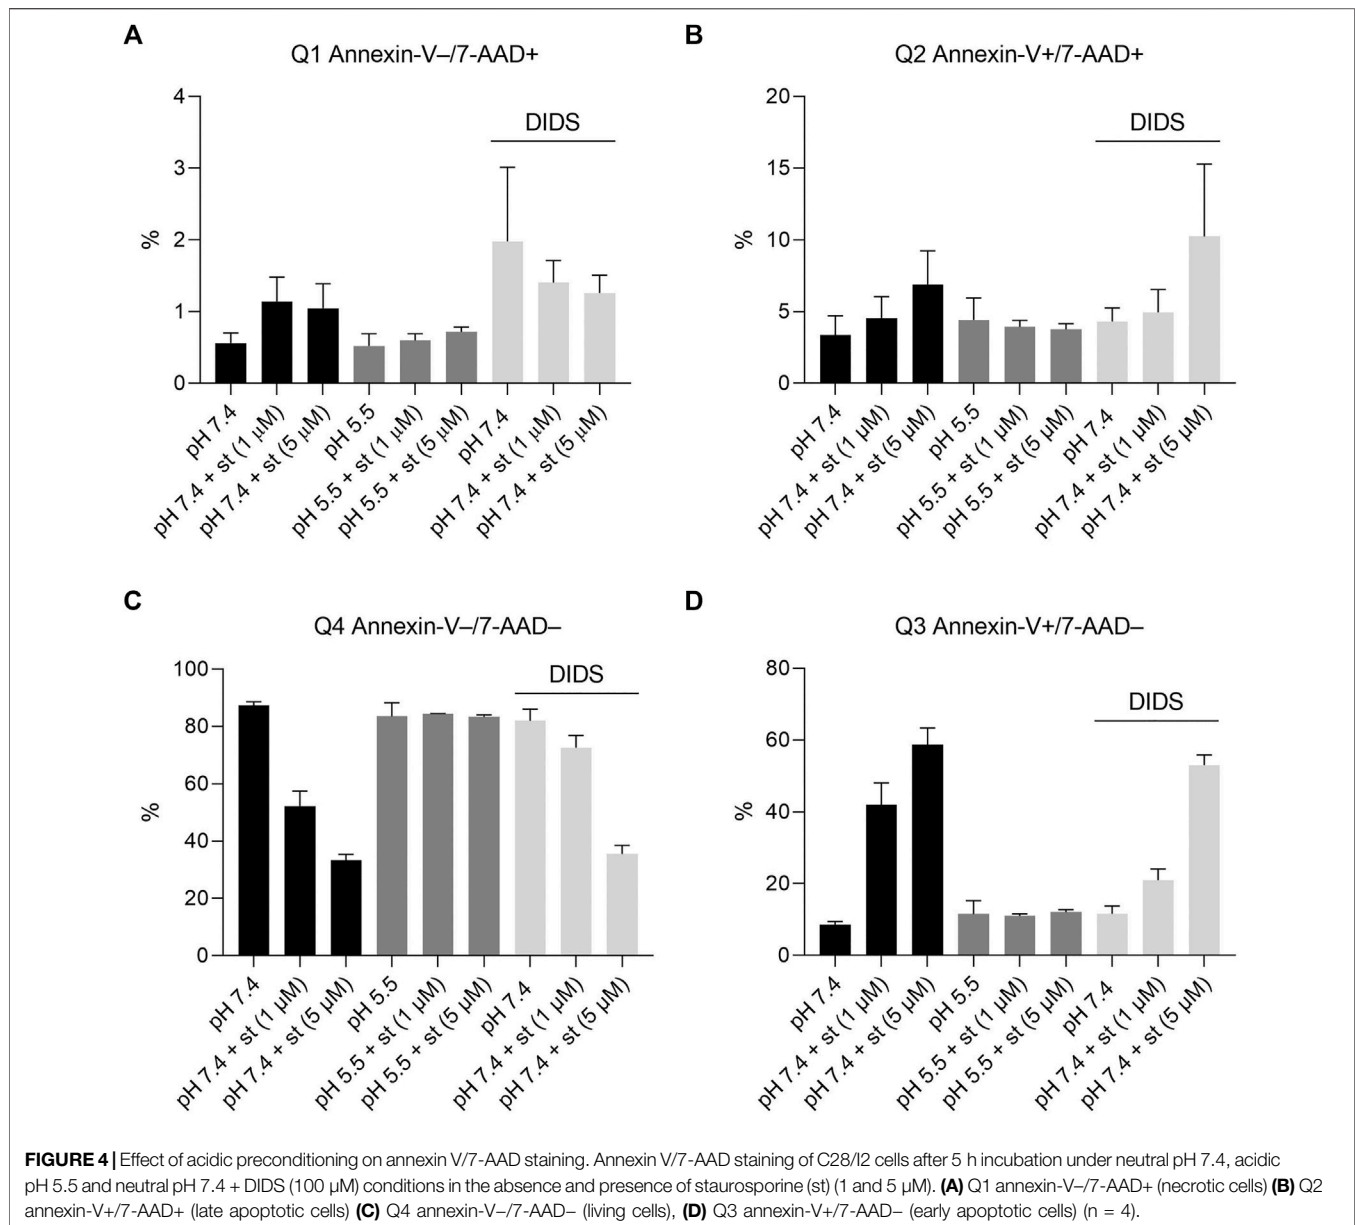 A
Q1 Annexin-V–/7-AAD+
4
3
2
1
0
%
DIDS
pH 7.4
pH 7.4 + st (1 µM)
pH 7.4 + st (5 µM)
pH 5.5
pH 5.5 + st (1 µM)
pH 5.5 + st (5 µM)
pH 7.4
pH 7.4 + st (1 µM)
pH 7.4 + st (5 µM)
B
Q2 Annexin-V+/7-AAD+
20
15
10
5
0
%
DIDS
pH 7.4
pH 7.4 + st (1 µM)
pH 7.4 + st (5 µM)
pH 5.5
pH 5.5 + st (1 µM)
pH 5.5 + st (5 µM)
pH 7.4
pH 7.4 + st (1 µM)
pH 7.4 + st (5 µM)
C
Q4 Annexin-V–/7-AAD–
100
80
60
40
20
0
%
DIDS
pH 7.4
pH 7.4 + st (1 µM)
pH 7.4 + st (5 µM)
pH 5.5
pH 5.5 + st (1 µM)
pH 5.5 + st (5 µM)
pH 7.4
pH 7.4 + st (1 µM)
pH 7.4 + st (5 µM)
D
Q3 Annexin-V+/7-AAD–
80
60
40
20
0
%
DIDS
pH 7.4
pH 7.4 + st (1 µM)
pH 7.4 + st (5 µM)
pH 5.5
pH 5.5 + st (1 µM)
pH 5.5 + st (5 µM)
pH 7.4
pH 7.4 + st (1 µM)
pH 7.4 + st (5 µM)
FIGURE 4 | Effect of acidic preconditioning on annexin V/7-AAD staining. Annexin V/7-AAD staining of C28/I2 cells after 5 h incubation under neutral pH 7.4, acidic
pH 5.5 and neutral pH 7.4 + DIDS (100 µM) conditions in the absence and presence of staurosporine (st) (1 and 5 µM). (A) Q1 annexin-V–/7-AAD+ (necrotic cells) (B) Q2
annexin-V+/7-AAD+ (late apoptotic cells) (C) Q4 annexin-V–/7-AAD– (living cells), (D) Q3 annexin-V+/7-AAD– (early apoptotic cells) (n = 4).